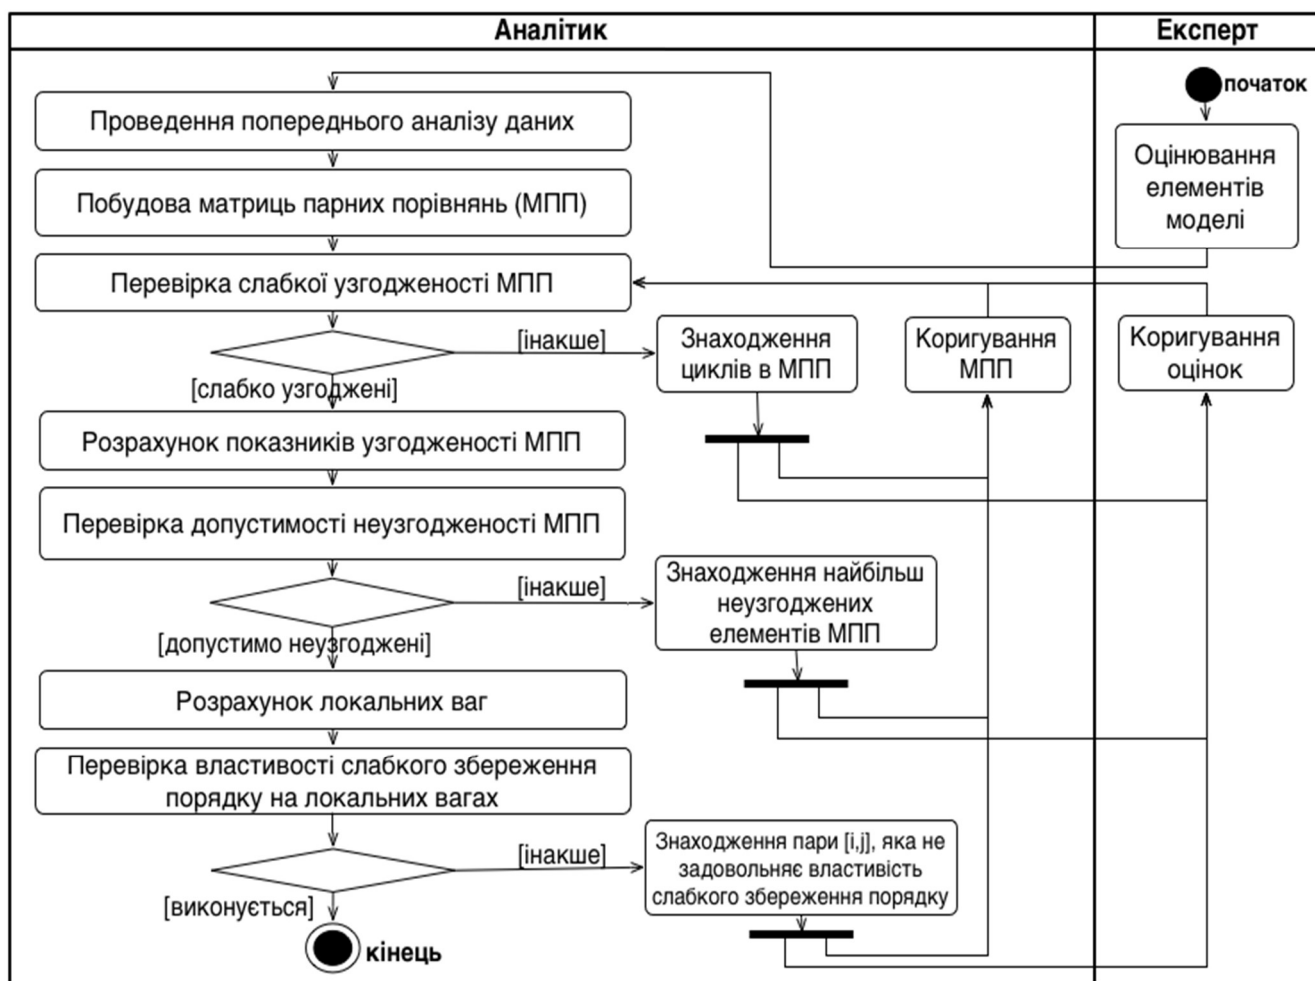 Аналітик
Експерт
початок
Оцінювання
елементів
моделі
Проведення попереднього аналізу даних
Побудова матриць парних порівнянь (МПП)
Перевірка слабкої узгодженості МПП
[інакше]
Знаходження
циклів в МПП
Коригування
МПП
Коригування
оцінок
[слабко узгоджені]
Розрахунок показників узгодженості МПП
Перевірка допустимості неузгодженості МПП
[інакше]
Знаходження найбільш
неузгоджених
елементів МПП
[допустимо неузгоджені]
Розрахунок локальних ваг
Перевірка властивості слабкого збереження
порядку на локальних вагах
[інакше]
Знаходження пари [i,j], яка не
задовольняє властивість
слабкого збереження порядку
[виконується]
кінець